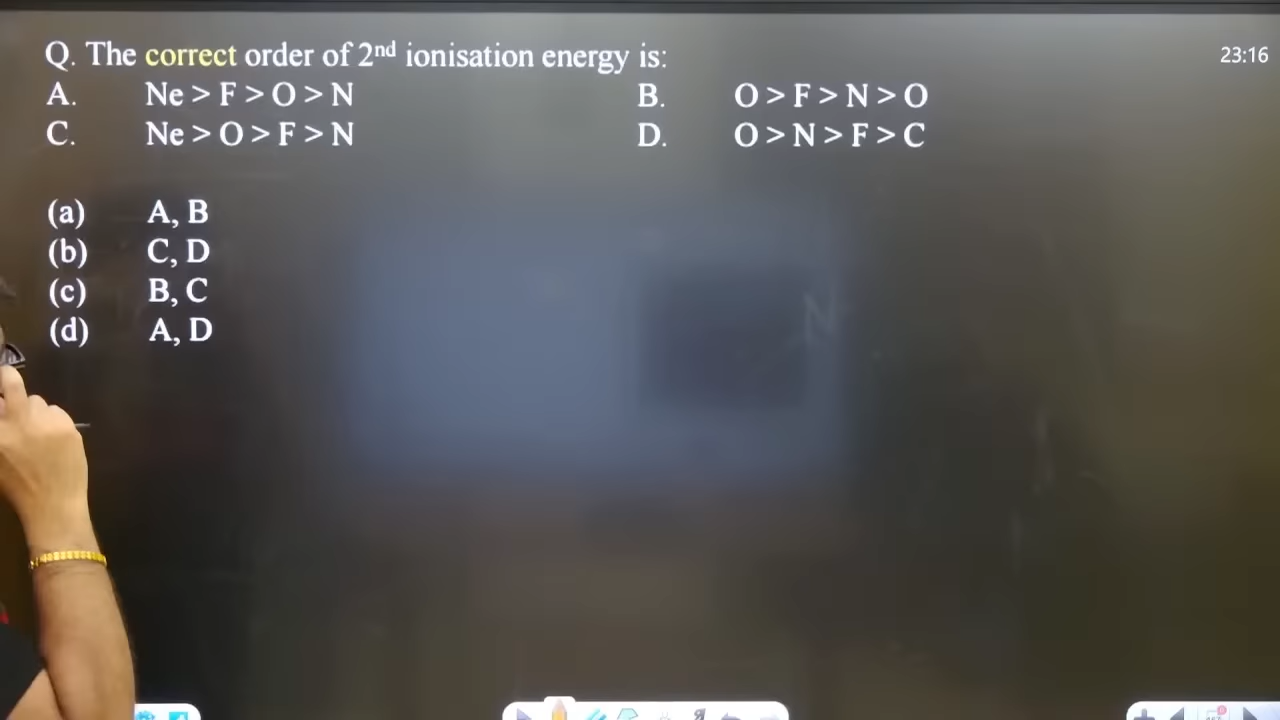 Q. The correct order of 2nd ionisation energy is:
23:16
A. Ne > F > O > N B. O > F > N > O
C. Ne > O > F > N D. O > N > F > C
(a) A, B
(b) C, D
(c) B, C
(d) A, D
N